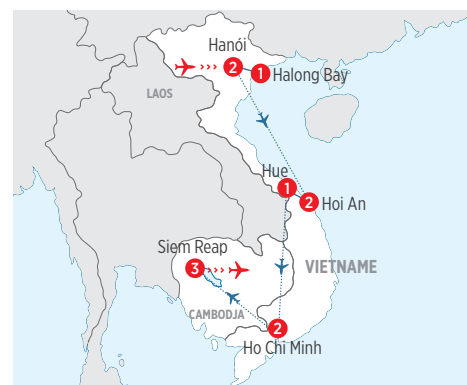 Hanói
2
1
Halong Bay
LAOS
Hue
1
2
Hoi An
Siem Reap
3
VIETNAME
CAMBODJA
2
Ho Chi Minh